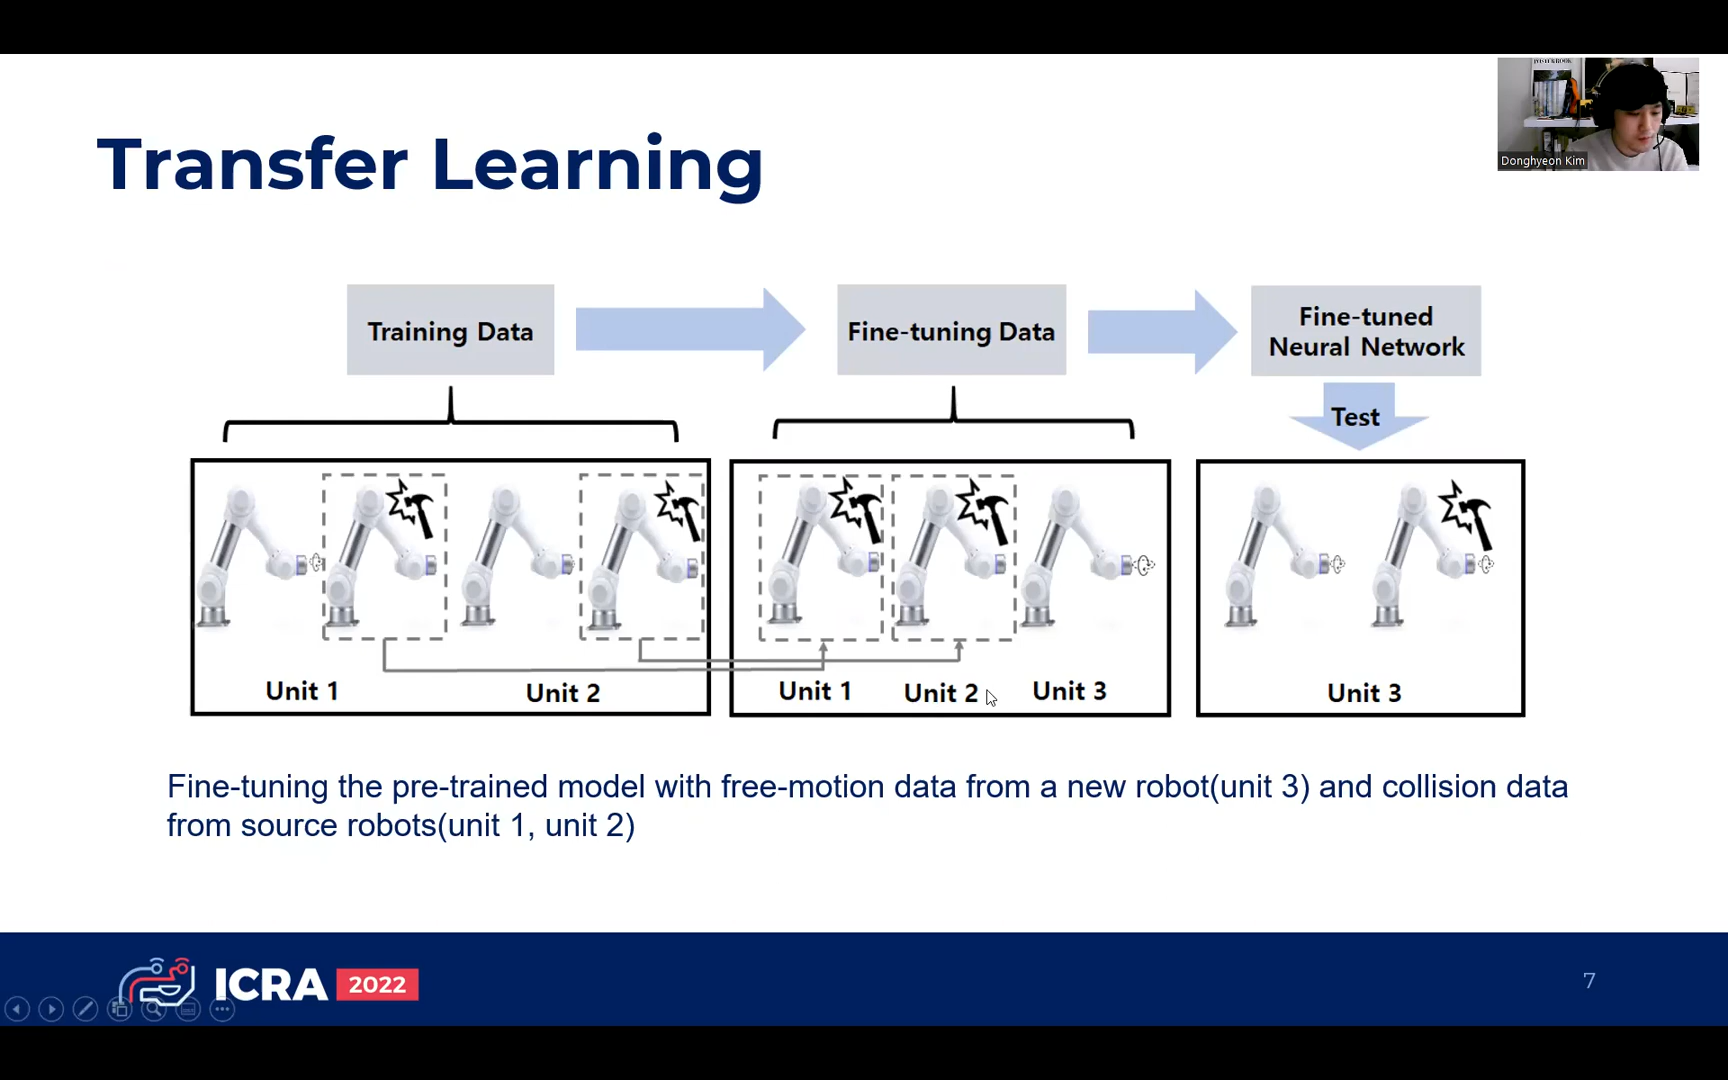 Donghyeon Kim
Transfer Learning
Training Data
Fine-tuning Data
Fine-tuned
Neural Network
Test
Unit 1
Unit 2
Unit 1
Unit 2
Unit 3
Unit 3
Fine-tuning the pre-trained model with free-motion data from a new robot(unit 3) and collision data
from source robots(unit 1, unit 2)
ICRA 2022
7